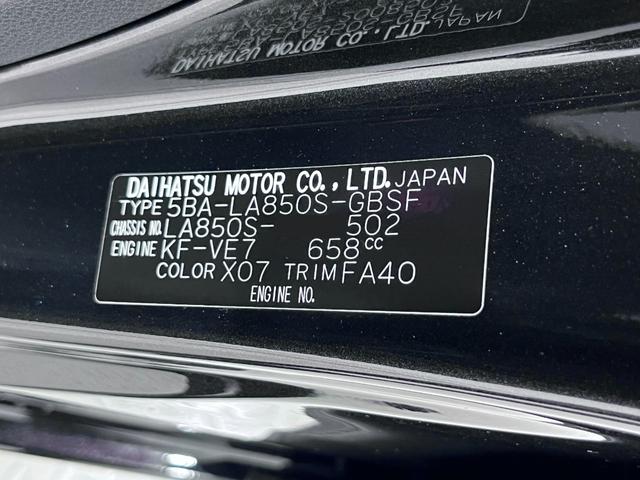 DAIHATSU MOTOR CO., LTD. JAPAN
TYPE 5BA-LA850S-GBSF
CHASSIS NO. LA850S- 502
ENGINE KF-VE7 658CC
COLOR X07 TRIM FA40
ENGINE NO.